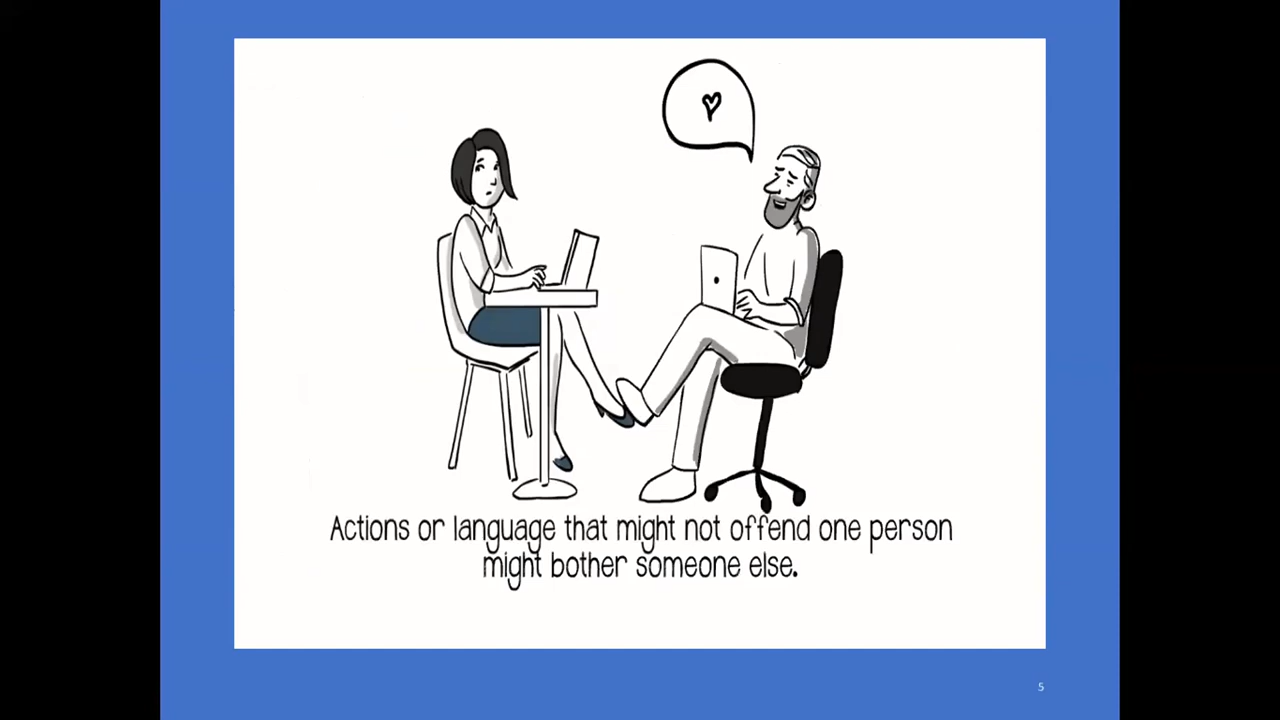 Actions or language that might not offend one person
might bother someone else.
5